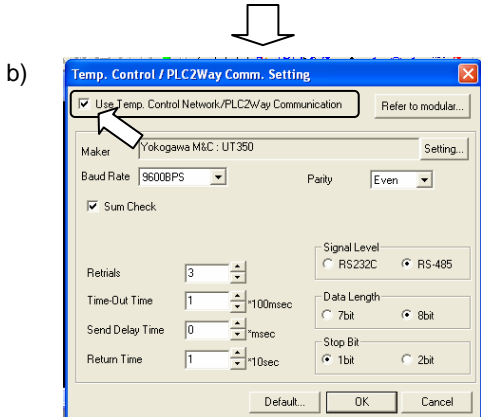 b)
Temp. Control / PLC2Way Comm. Setting
Use Temp. Control Network/PLC2Way Communication
Refer to modular...
Maker Yokogawa M&C : UT350 Setting...
Baud Rate 9600BPS Parity Even
Sum Check
Signal Level
RS232C RS-485
Retrials 3
Time-Out Time 1 *100msec
Data Length
7bit 8bit
Send Delay Time 0 *msec
Stop Bit
Return Time 1 *10sec 1bit 2bit
Default... OK Cancel